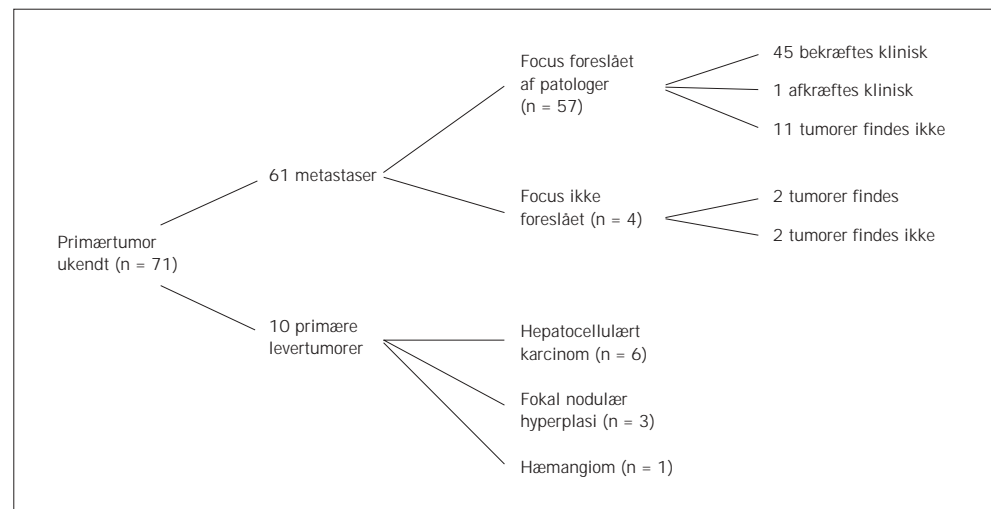 Primærtumor
ukendt (n = 71)
61 metastaser
Focus foreslået
af patologer
(n = 57)
45 bekræftes klinisk
1 afkræftes klinisk
11 tumorer findes ikke
Focus ikke
foreslået (n = 4)
2 tumorer findes
2 tumorer findes ikke
10 primære
levertumorer
Hepatocellulært
karcinom (n = 6)
Fokal nodulær
hyperplasi (n = 3)
Hæmangiom (n = 1)